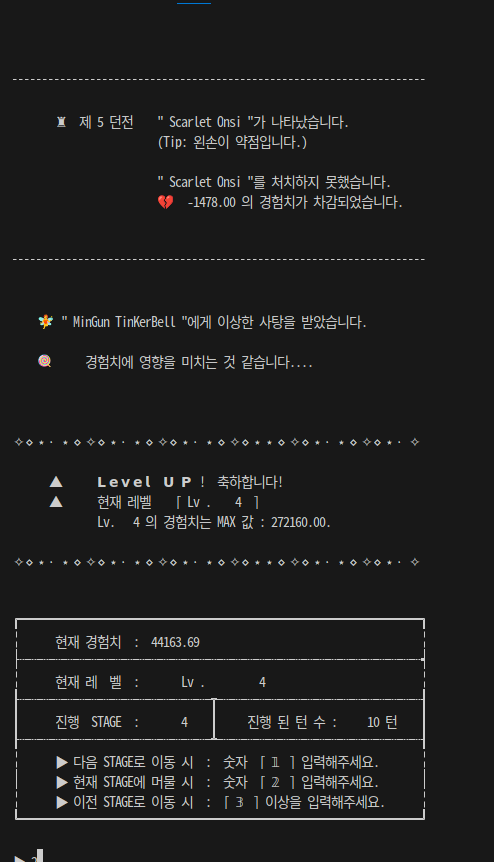 ♜ 제 5 던전 " Scarlet Onsi "가 나타났습니다.
(Tip: 왼손이 약점입니다.)
" Scarlet Onsi "를 처치하지 못했습니다.
💔 -1478.00 의 경험치가 차감되었습니다.
🧚 " MinGun TinKerBell "에게 이상한 사탕을 받았습니다.
🍭 경험치에 영향을 미치는 것 같습니다....
▲ Level UP ! 축하합니다!
▲ 현재 레벨 ⌈ Lv . 4 ⌉
Lv. 4 의 경험치는 MAX 값 : 272160.00.
현재 경험치 : 44163.69
현재 레 벨 : Lv . 4
진행 STAGE : 4 진행 된 턴 수 : 10 턴
▶ 다음 STAGE로 이동 시 : 숫자 ⌈ 1 ⌋ 입력해주세요.
▶ 현재 STAGE에 머물 시 : 숫자 ⌈ 2 ⌋ 입력해주세요.
▶ 이전 STAGE로 이동 시 : ⌈ 3 ⌋ 이상을 입력해주세요.